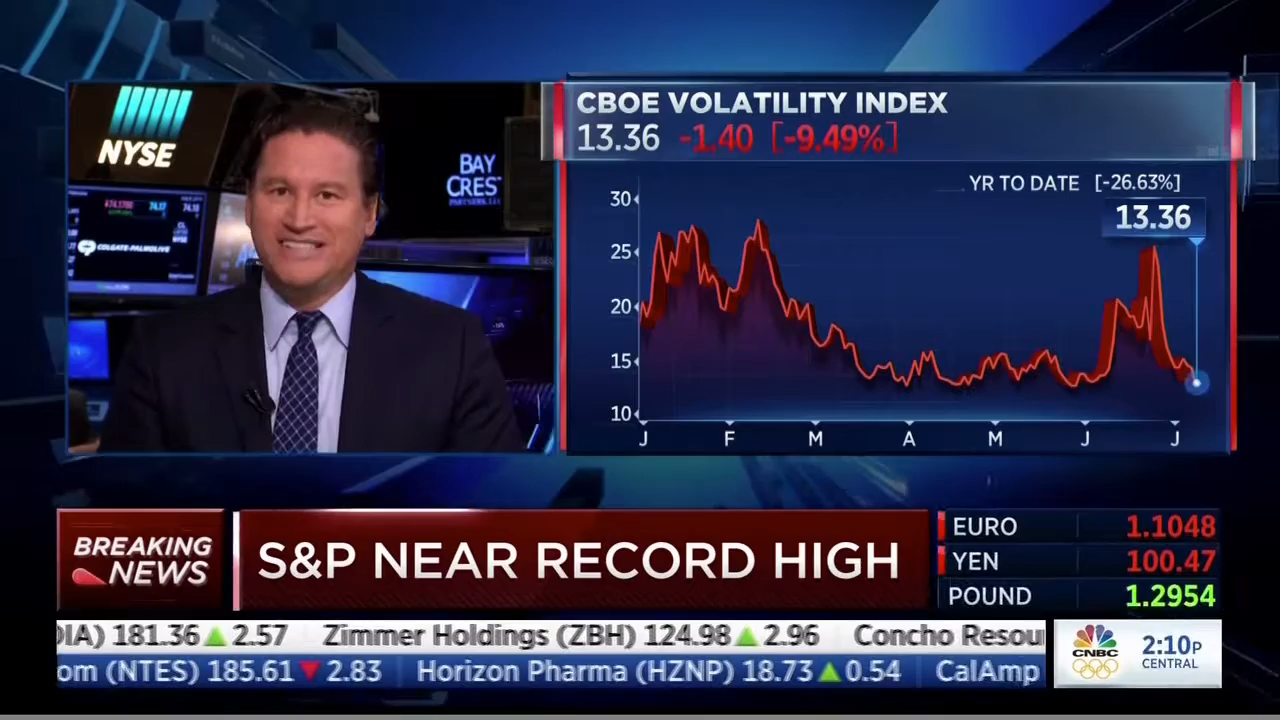 NYSE
BAY
CREST
PARTNERS, LLC
COLGATE-PALMOLIVE
CBOE VOLATILITY INDEX
13.36 -1.40 [-9.49%]
YR TO DATE [-26.63%]
13.36
30
25
20
15
10
J F M A M J J
BREAKING
NEWS
S&P NEAR RECORD HIGH
EURO 1.1048
YEN 100.47
POUND 1.2954
DIA) 181.36 ▲ 2.57 Zimmer Holdings (ZBH) 124.98 ▲ 2.96 Concho Resou
om (NTES) 185.61 ▼ 2.83 Horizon Pharma (HZNP) 18.73 ▲ 0.54 CalAmp
CNBC
2:10P
CENTRAL